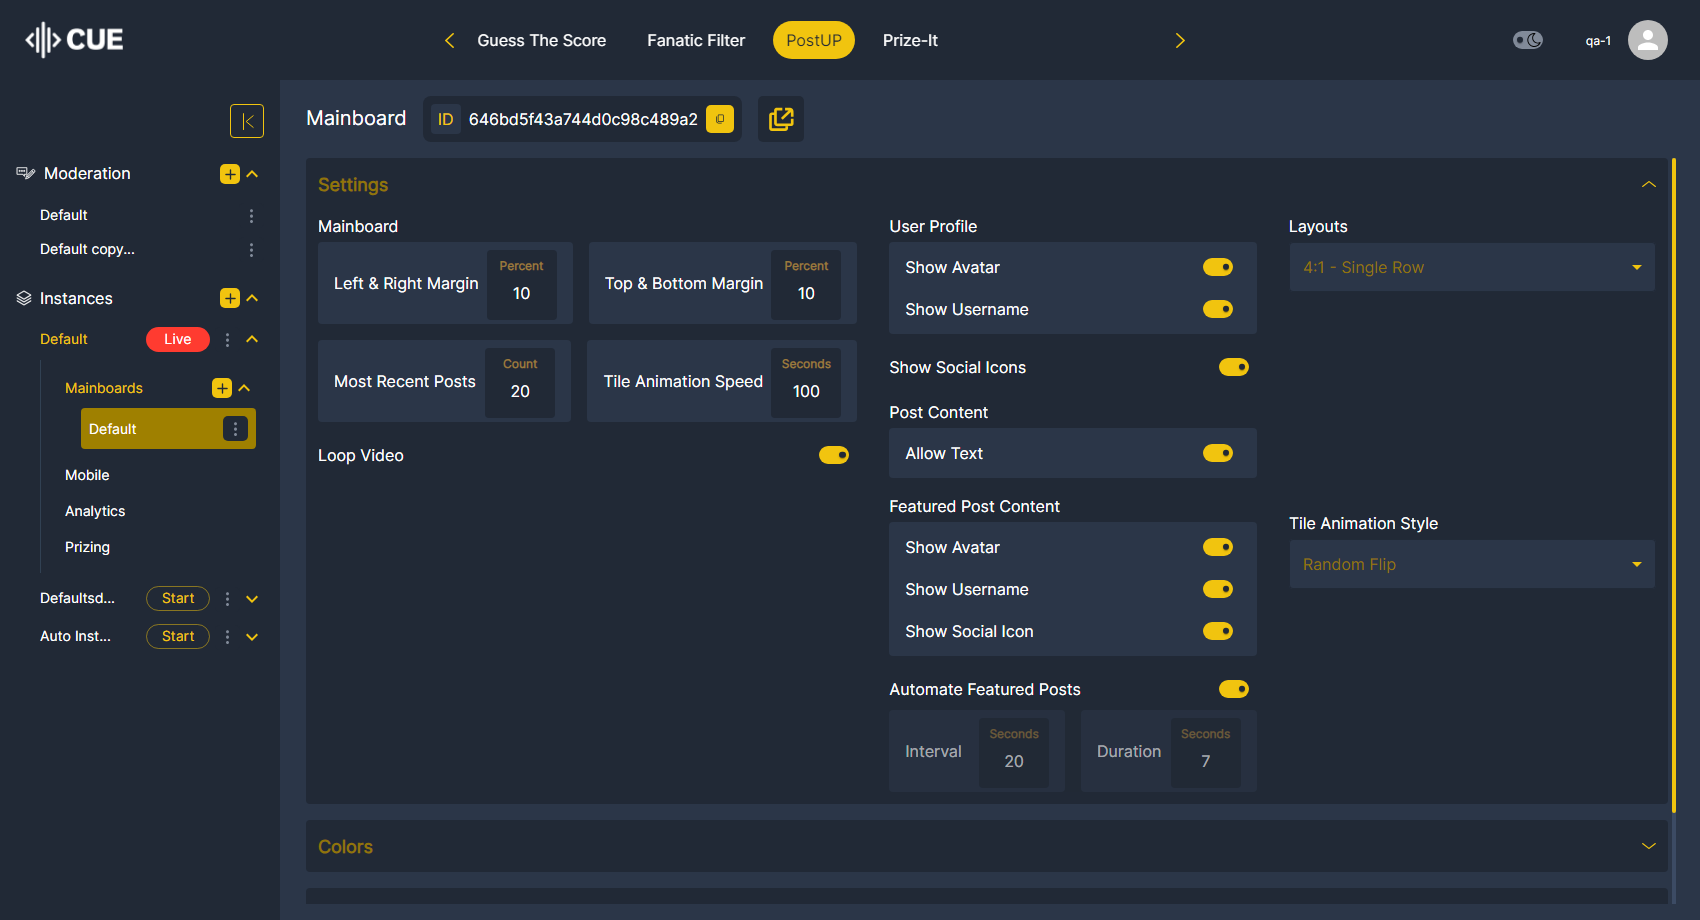 CUE
Guess The Score
Fanatic Filter
PostUP
Prize-It
qa-1
Moderation
Default
Default copy...
Instances
Default
Live
Mainboards
Default
Mobile
Analytics
Prizing
Defaultsd...
Start
Auto Inst...
Start
Mainboard
ID
646bd5f43a744d0c98c489a2
Settings
Mainboard
Left & Right Margin
Percent
10
Top & Bottom Margin
Percent
10
Most Recent Posts
Count
20
Tile Animation Speed
Seconds
100
Loop Video
User Profile
Show Avatar
Show Username
Show Social Icons
Post Content
Allow Text
Featured Post Content
Show Avatar
Show Username
Show Social Icon
Automate Featured Posts
Interval
Seconds
20
Duration
Seconds
7
Layouts
4:1 - Single Row
Tile Animation Style
Random Flip
Colors